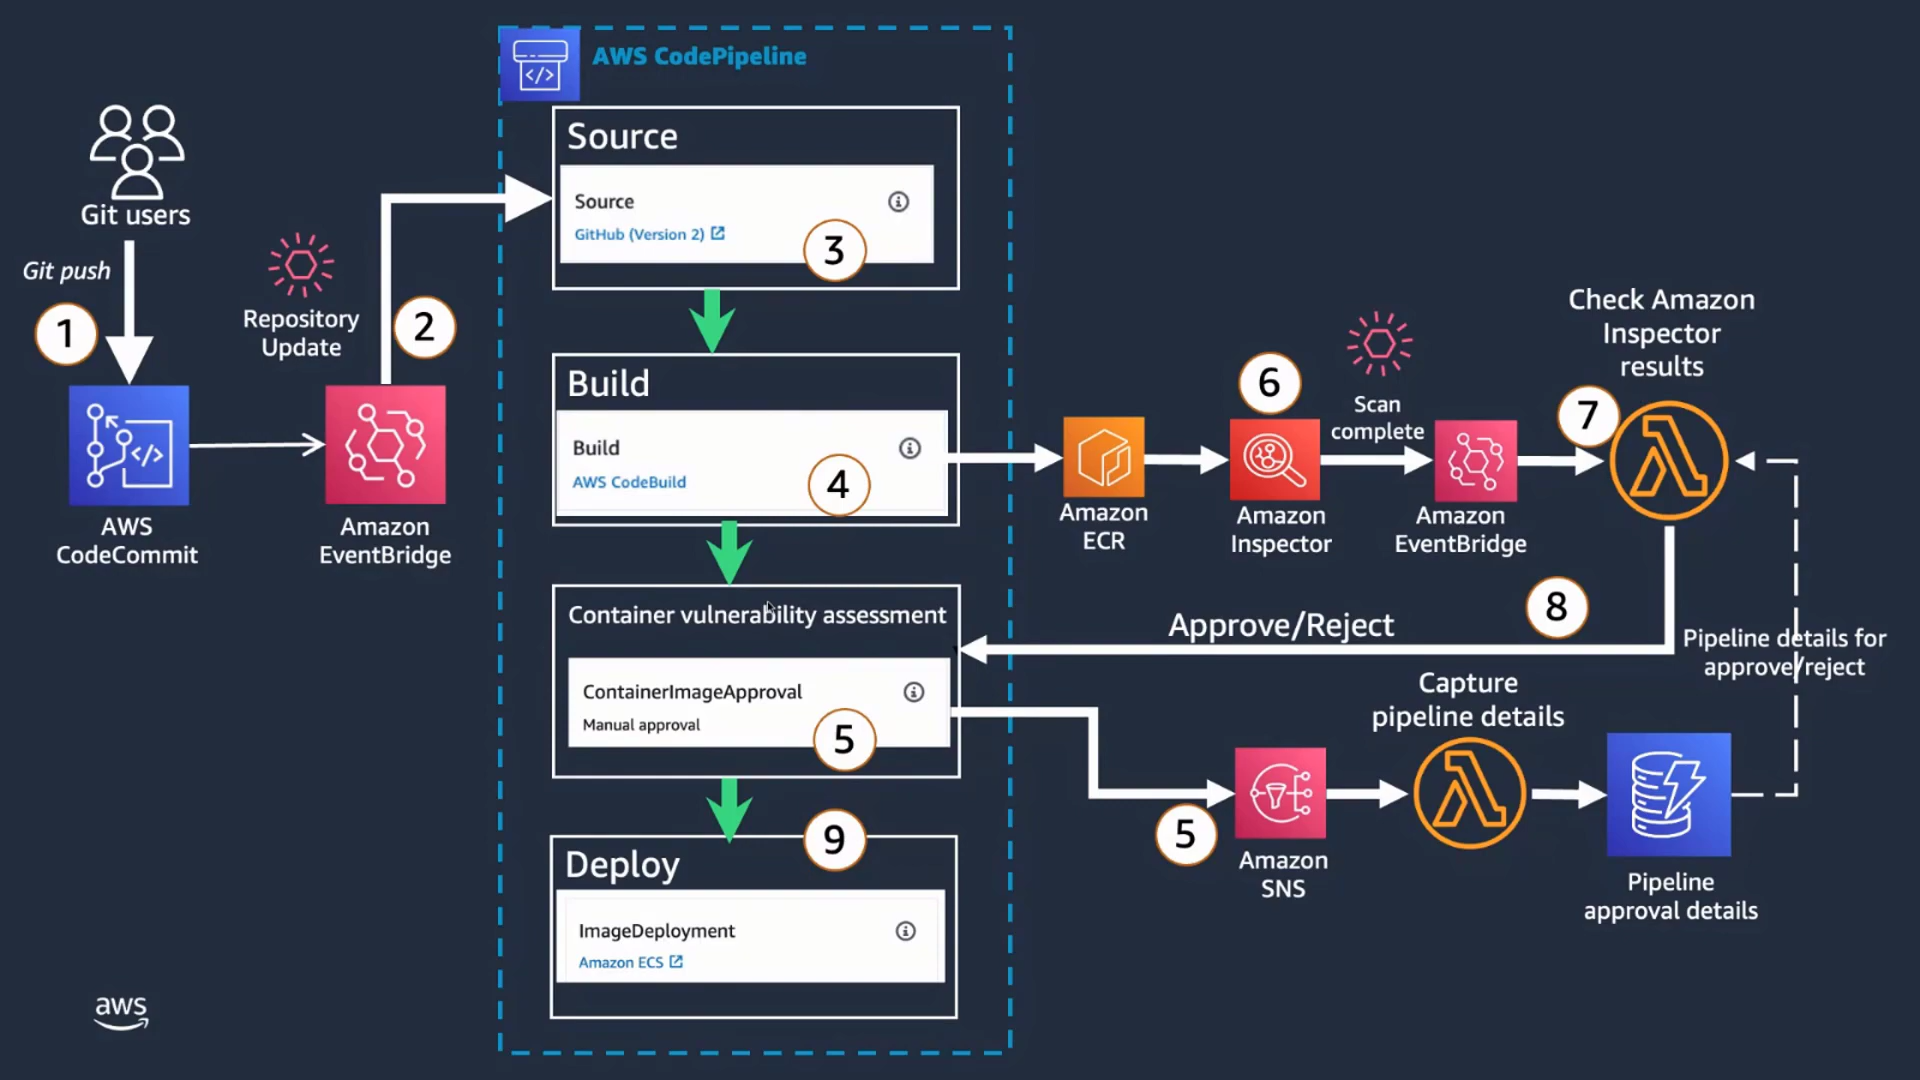 AWS CodePipeline
Git users
Git push
1
AWS
CodeCommit
Repository
Update
2
Amazon
EventBridge
Source
Source
GitHub (Version 2)
3
Build
Build
AWS CodeBuild
4
Container vulnerability assessment
ContainerImageApproval
Manual approval
5
9
Deploy
ImageDeployment
Amazon ECS
Amazon
ECR
6
Amazon
Inspector
Scan
complete
Amazon
EventBridge
7
Check Amazon
Inspector
results
8
Approve/Reject
Pipeline details for
approve/reject
5
Amazon
SNS
Capture
pipeline details
Pipeline
approval details
aws